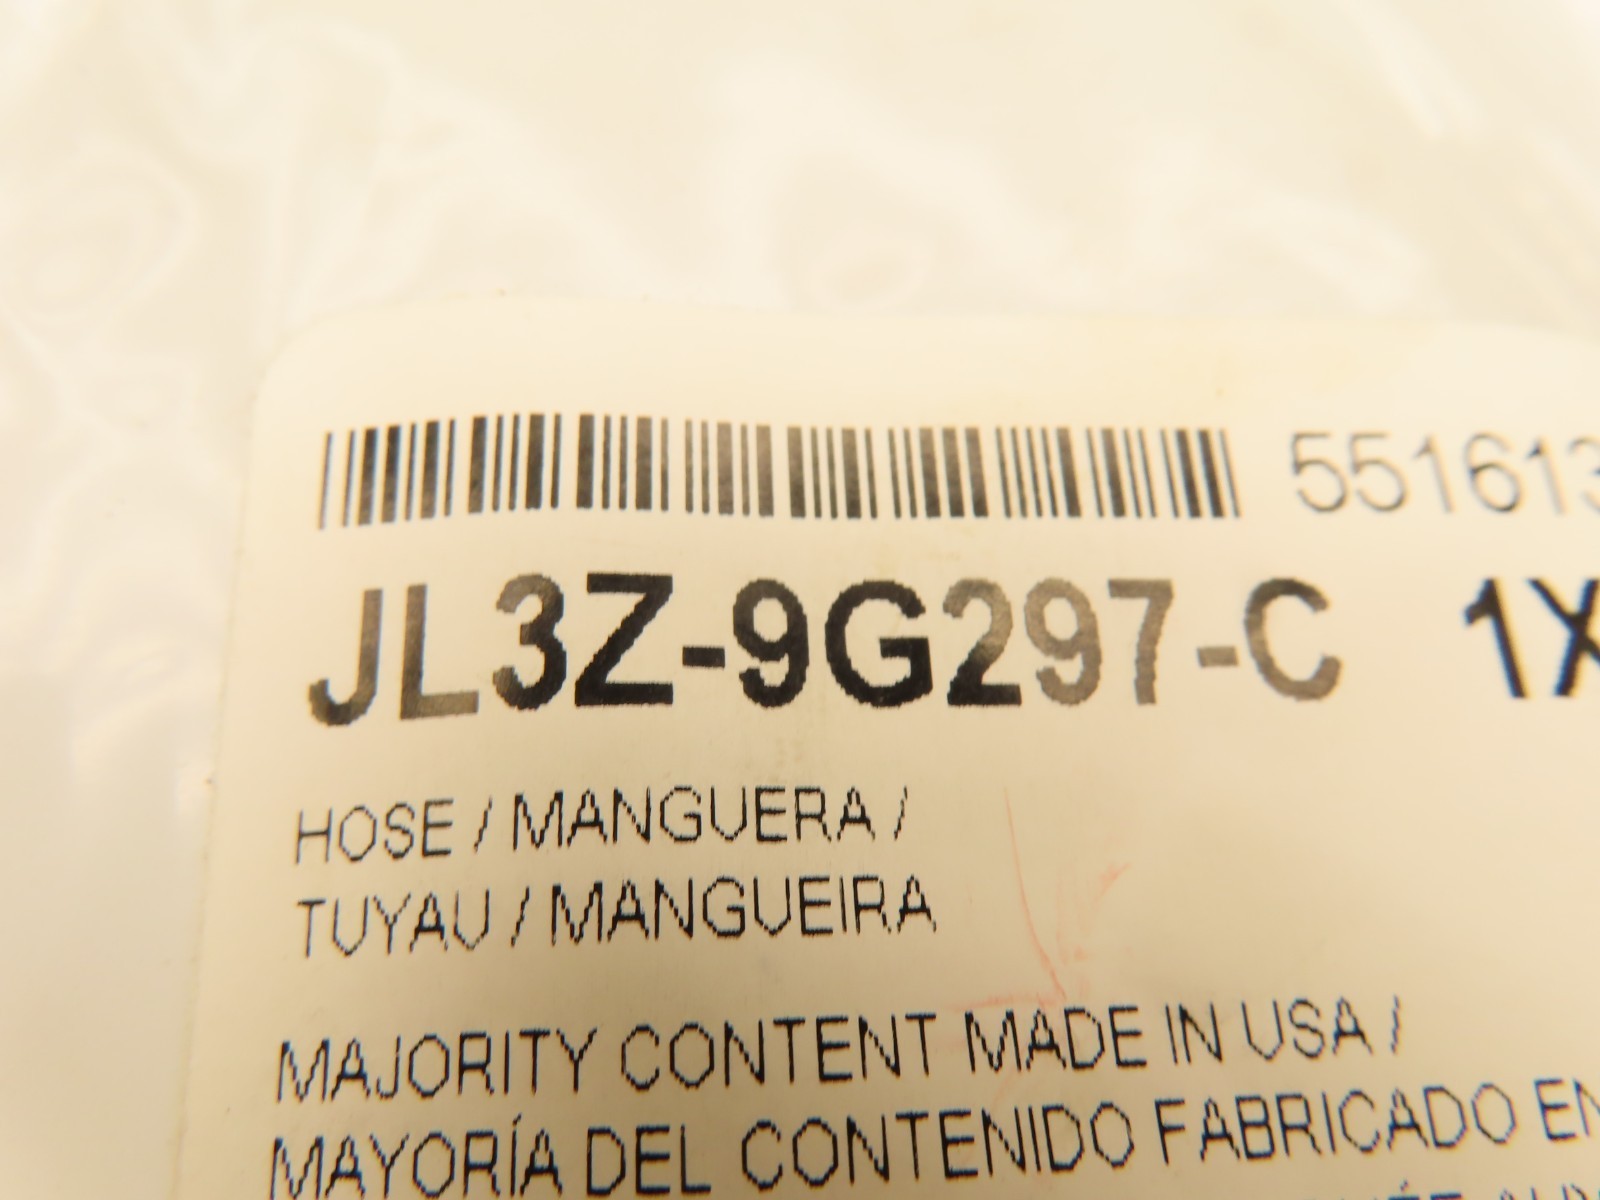 551613
JL3Z-9G297-C 1X
HOSE / MANGUERA /
TUYAU / MANGUEIRA
MAJORITY CONTENT MADE IN USA /
MAYORÍA DEL CONTENIDO FABRICADO EN